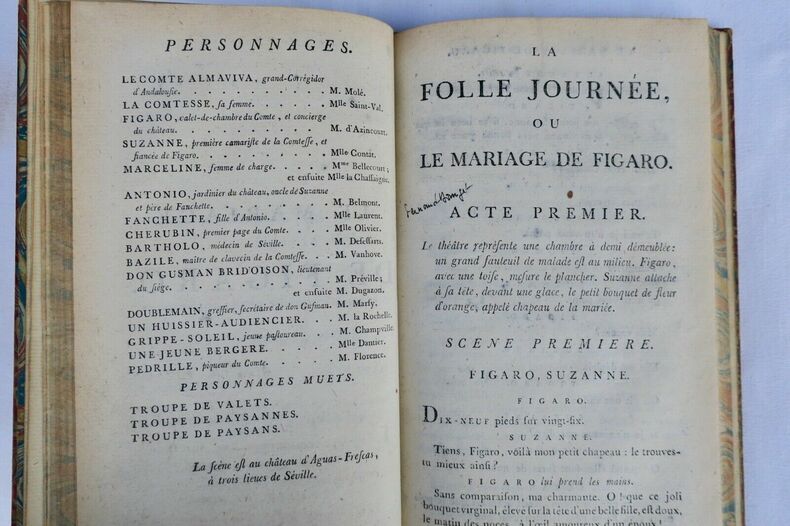 PERSONNAGES.
LE COMTE ALMAVIVA, grand-Corrégidor
d'Andalousie. . . . . . . . . . M. Molé.
LA COMTESSE, sa femme. . . . . Mlle Saint-Val.
FIGARO, valet-de-chambre du Comte, et concierge
du château. . . . . . . . . . M. d'Azincourt.
SUZANNE, première camariste de la Comtesse, et
fiancée de Figaro. . . . . . . Mlle Contat.
MARCELINE, femme de charge. . . . Mme Bellecourt;
et ensuite Mlle la Chassaigne.
ANTONIO, jardinier du château, oncle de Suzanne
et père de Fanchette. . . . . . M. Belmont.
FANCHETTE, fille d'Antonio. . . . Mlle Laurent.
CHERUBIN, premier page du Comte. . . Mlle Olivier.
BARTHOLO, médecin de Séville. . . . M. Desessarts.
BAZILE, maitre de clavecin de la Comtesse. . M. Vanhove.
DON GUSMAN BRID'OISON, lieutenant
du siége. . . . . . . . . . M. Préville;
et ensuite M. Dugazon.
DOUBLEMAIN, greffier, secrétaire de don Gusman. M. Marsy.
UN HUISSIER-AUDIENCIER. . . . M. la Rochelle.
GRIPPE-SOLEIL, jeune pastoureau. . . M. Champville.
UNE JEUNE BERGERE. . . . . . Mlle Dantier.
PEDRILLE, piqueur du Comte. . . . M. Florence.
PERSONNAGES MUETS.
TROUPE DE VALETS.
TROUPE DE PAYSANNES.
TROUPE DE PAYSANS.
La scène est au château d'Aguas-Frescas,
à trois lieues de Séville.
LA
FOLLE JOURNÉE,
OU
LE MARIAGE DE FIGARO.
ACTE PREMIER.
Le théâtre représente une chambre à demi démeublée:
un grand fauteuil de malade est au milieu. Figaro,
avec une toise, mesure le plancher. Suzanne attache
à sa tête, devant une glace, le petit bouquet de fleur
d'orange, appelé chapeau de la mariée.
SCENE PREMIERE.
FIGARO, SUZANNE.
FIGARO.
DIX-NEUF pieds sur vingt-six.
SUZANNE.
Tiens, Figaro, voilà mon petit chapeau : le trouves-
tu mieux ainsi?
FIGARO lui prend les mains.
Sans comparaison, ma charmante. O! que ce joli
bouquet virginal, élevé sur la tête d'une belle fille, est doux,
le matin des noces, à l'œil amoureux d'un époux!